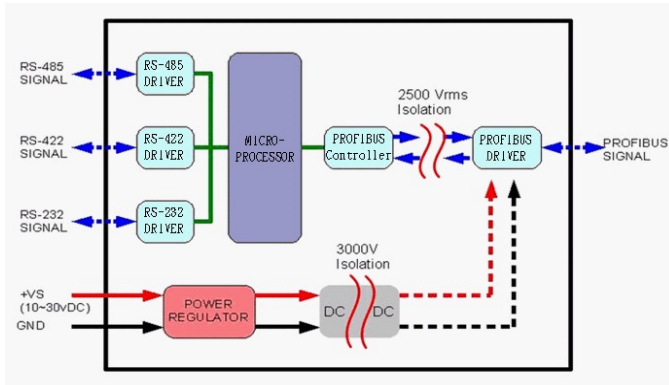 RS-485
SIGNAL
RS-485
DRIVER
RS-422
SIGNAL
RS-422
DRIVER
RS-232
SIGNAL
RS-232
DRIVER
MICRO-
PROCESSOR
PROFIBUS
Controller
2500 Vrms
Isolation
PROFIBUS
DRIVER
PROFIBUS
SIGNAL
3000V
Isolation
+VS
(10~30vDC)
GND
POWER
REGULATOR
DC
DC